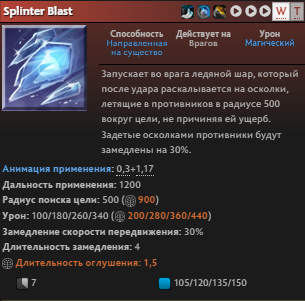 Splinter Blast
W T
Способность Действует на Урон
Направленная Врагов Магический
на существо
Запускает во врага ледяной шар, который
после удара раскалывается на осколки,
летящие в противников в радиусе 500
вокруг цели, не причиняя ей ущерб.
Задетые осколками противники будут
замедлены на 30%.
Анимация применения: 0,3+1,17
Дальность применения: 1200
Радиус поиска цели: 500 (900)
Урон: 100/180/260/340 (200/280/360/440)
Замедление скорости передвижения: 30%
Длительность замедления: 4
Длительность оглушения: 1,5
7 105/120/135/150